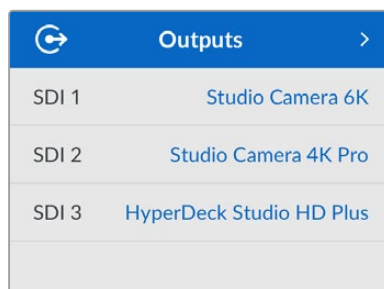 Outputs
SDI 1 Studio Camera 6K
SDI 2 Studio Camera 4K Pro
SDI 3 HyperDeck Studio HD Plus